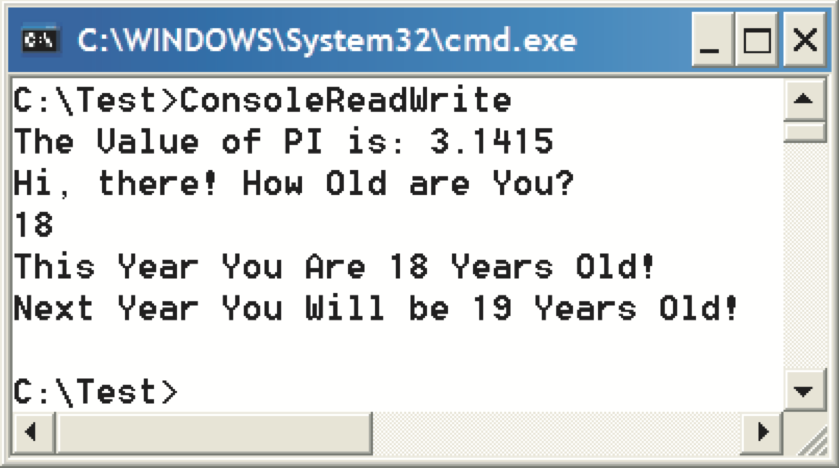 C:\WINDOWS\System32\cmd.exe
C:\Test>ConsoleReadWrite
The Value of PI is: 3.1415
Hi, there! How Old are You?
18
This Year You Are 18 Years Old!
Next Year You Will be 19 Years Old!
C:\Test>